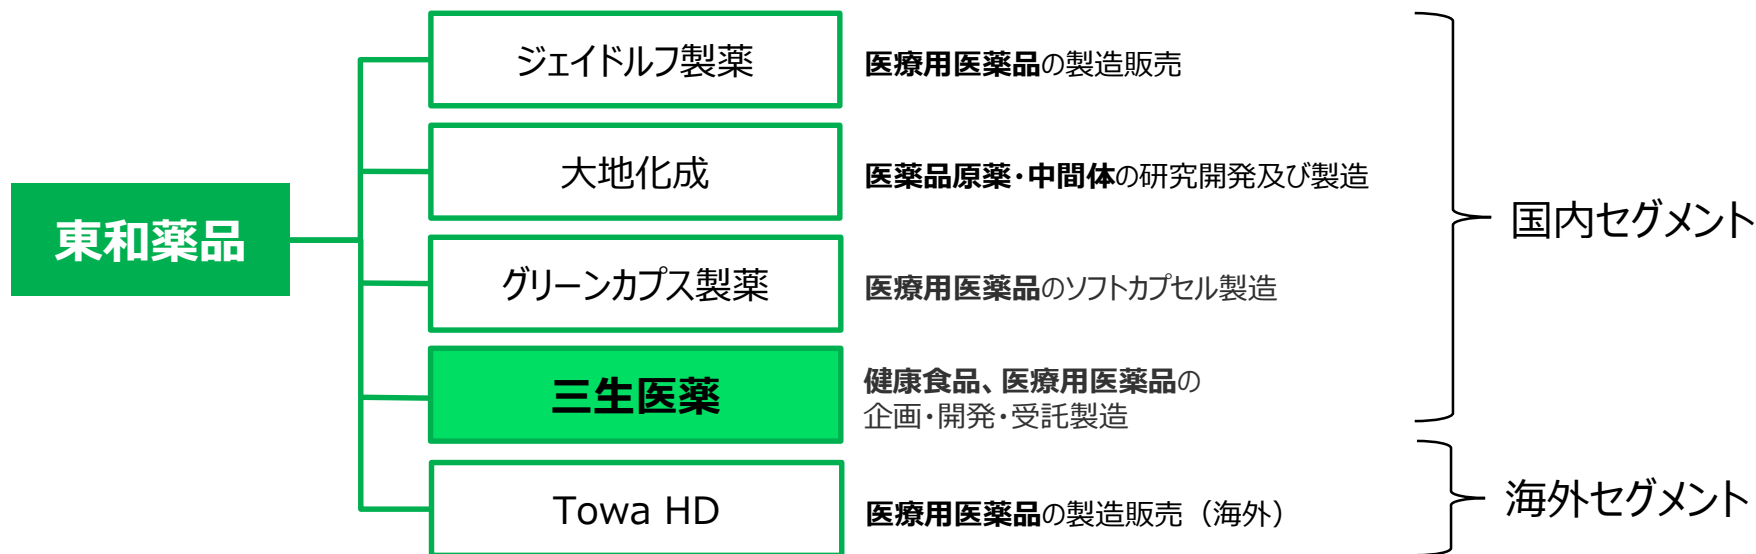 東和薬品
ジェイドルフ製薬
医療用医薬品の製造販売
大地化成
医薬品原薬・中間体の研究開発及び製造
グリーンカプス製薬
医療用医薬品のソフトカプセル製造
三生医薬
健康食品、医療用医薬品の
企画・開発・受託製造
Towa HD
医療用医薬品の製造販売（海外）
国内セグメント
海外セグメント